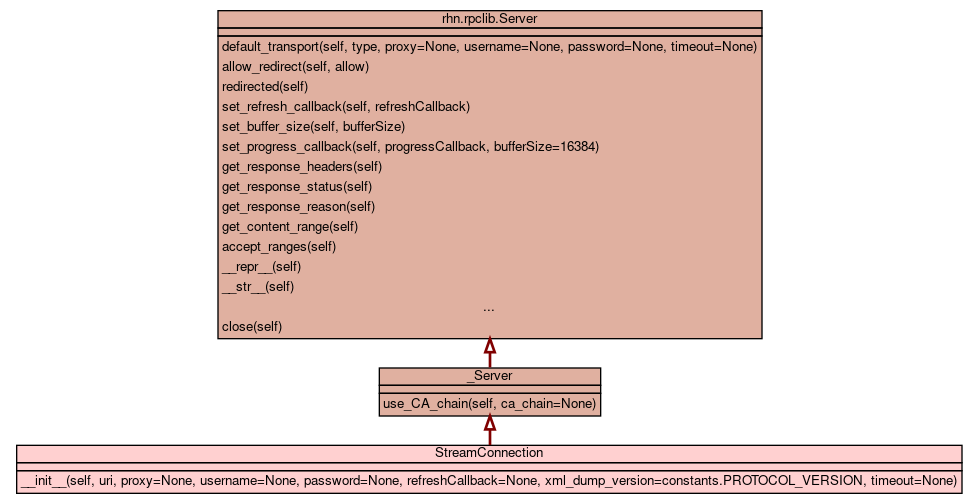 rhn.rpclib.Server
default_transport(self, type, proxy=None, username=None, password=None, timeout=None)
allow_redirect(self, allow)
redirected(self)
set_refresh_callback(self, refreshCallback)
set_buffer_size(self, bufferSize)
set_progress_callback(self, progressCallback, bufferSize=16384)
get_response_headers(self)
get_response_status(self)
get_response_reason(self)
get_content_range(self)
accept_ranges(self)
__repr__(self)
__str__(self)
...
close(self)
_Server
use_CA_chain(self, ca_chain=None)
StreamConnection
__init__(self, uri, proxy=None, username=None, password=None, refreshCallback=None, xml_dump_version=constants.PROTOCOL_VERSION, timeout=None)